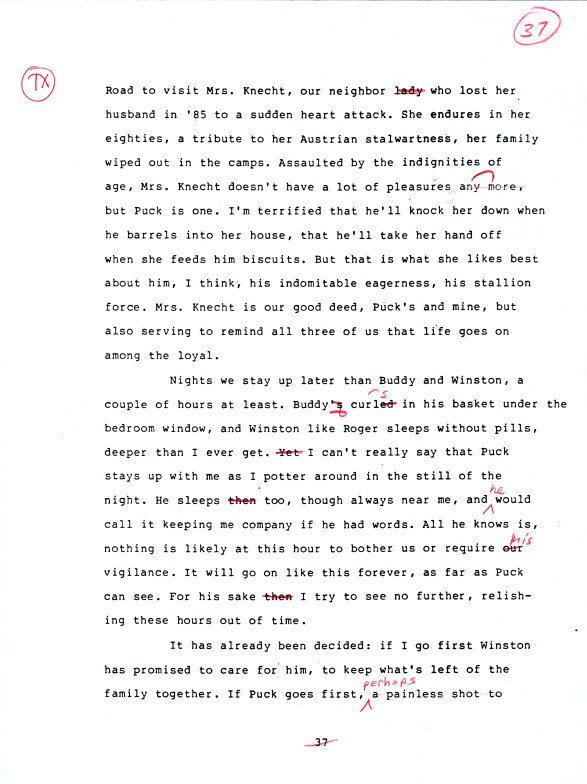 37
TX
Road to visit Mrs. Knecht, our neighbor lady who lost her
husband in '85 to a sudden heart attack. She endures in her
eighties, a tribute to her Austrian stalwartness, her family
wiped out in the camps. Assaulted by the indignities of
age, Mrs. Knecht doesn't have a lot of pleasures any more,
but Puck is one. I'm terrified that he'll knock her down when
he barrels into her house, that he'll take her hand off
when she feeds him biscuits. But that is what she likes best
about him, I think, his indomitable eagerness, his stallion
force. Mrs. Knecht is our good deed, Puck's and mine, but
also serving to remind all three of us that life goes on
among the loyal.
Nights we stay up later than Buddy and Winston, a
s
couple of hours at least. Buddy's curled in his basket under the
bedroom window, and Winston like Roger sleeps without pills,
deeper than I ever get. Yet I can't really say that Puck
stays up with me as I potter around in the still of the
he
night. He sleeps then too, though always near me, and would
call it keeping me company if he had words. All he knows is,
his
nothing is likely at this hour to bother us or require our
vigilance. It will go on like this forever, as far as Puck
can see. For his sake then I try to see no further, relish-
ing these hours out of time.
It has already been decided: if I go first Winston
has promised to care for him, to keep what's left of the
perhaps
family together. If Puck goes first, a painless shot to
37